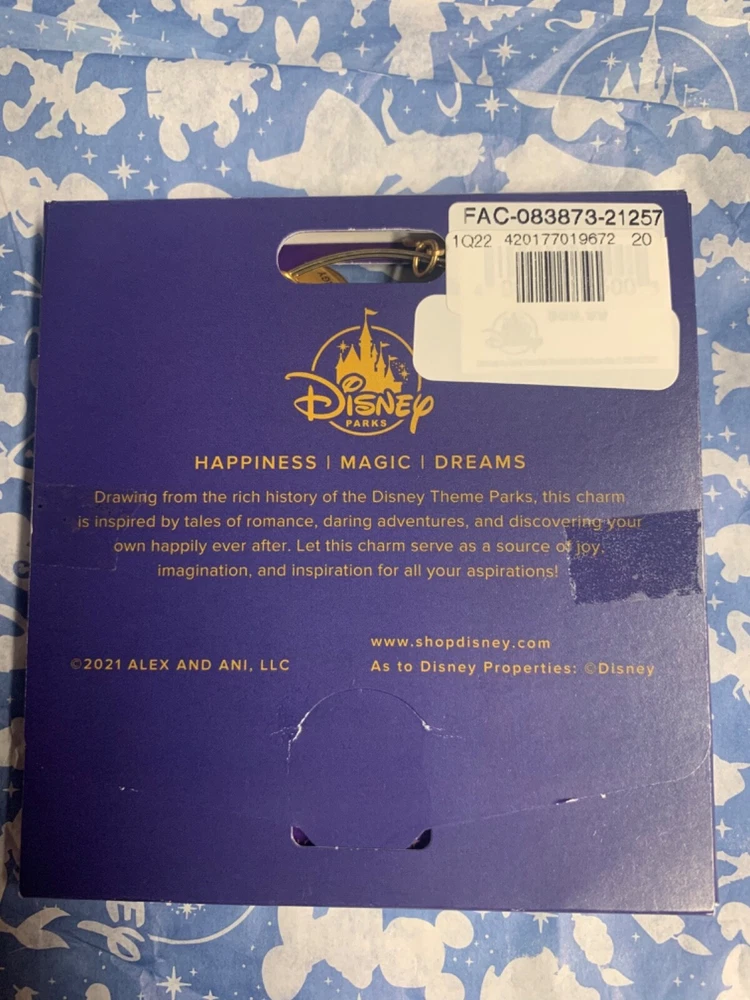 FAC-083873-21257
1Q22 420177019672 20
Disney
PARKS
HAPPINESS | MAGIC | DREAMS
Drawing from the rich history of the Disney Theme Parks, this charm
is inspired by tales of romance, daring adventures, and discovering your
own happily ever after. Let this charm serve as a source of joy,
imagination, and inspiration for all your aspirations!
www.shopdisney.com
©2021 ALEX AND ANI, LLC
As to Disney Properties: ©Disney